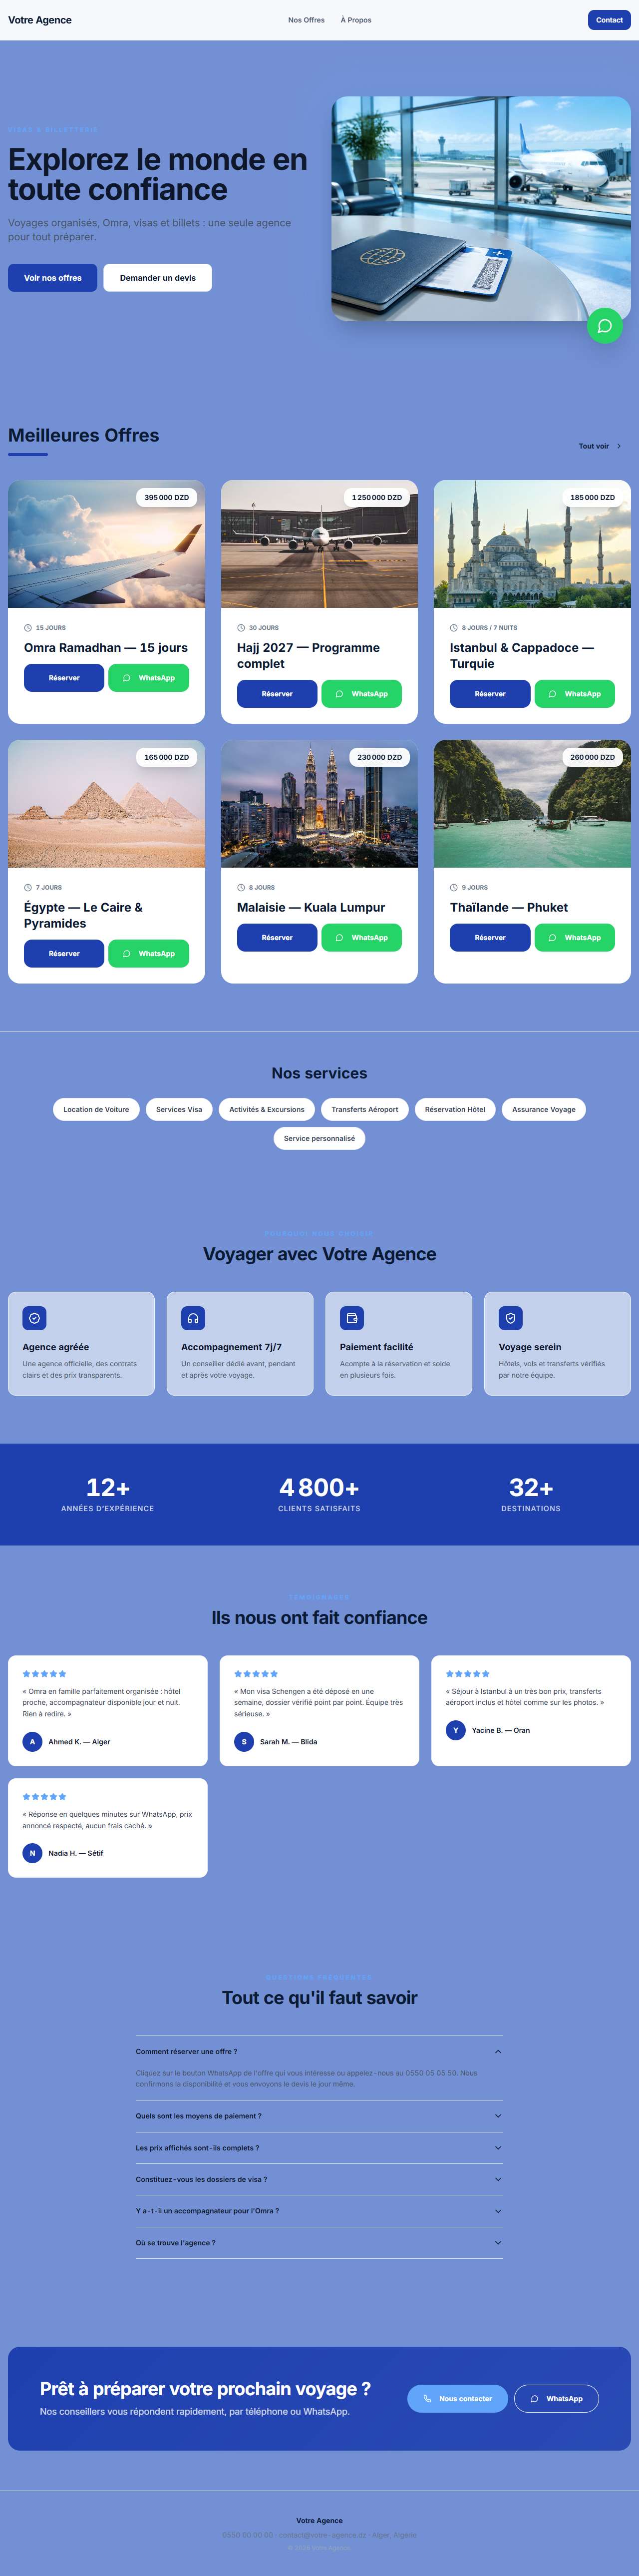 Votre Agence
Nos Offres
À Propos
Contact
VISAS & BILLETTERIE
Explorez le monde en
toute confiance
Voyages organisés, Omra, visas et billets : une seule agence
pour tout préparer.
Voir nos offres
Demander un devis
Meilleures Offres
Tout voir
395 000 DZD
1 250 000 DZD
185 000 DZD
15 JOURS
Omra Ramadhan — 15 jours
Réserver
WhatsApp
30 JOURS
Hajj 2027 — Programme
complet
Réserver
WhatsApp
8 JOURS / 7 NUITS
Istanbul & Cappadoce —
Turquie
Réserver
WhatsApp
165 000 DZD
230 000 DZD
260 000 DZD
7 JOURS
Égypte — Le Caire &
Pyramides
Réserver
WhatsApp
8 JOURS
Malaisie — Kuala Lumpur
Réserver
WhatsApp
9 JOURS
Thaïlande — Phuket
Réserver
WhatsApp
Nos services
Location de Voiture
Services Visa
Activités & Excursions
Transferts Aéroport
Réservation Hôtel
Assurance Voyage
Service personnalisé
Voyager avec Votre Agence
Agence agréée
Une agence officielle, des contrats
clairs et des prix transparents.
Accompagnement 7j/7
Un conseiller dédié avant, pendant
et après votre voyage.
Paiement facilité
Acompte à la réservation et solde
en plusieurs fois.
Voyage serein
Hôtels, vols et transferts vérifiés
par notre équipe.
12+
ANNÉES D'EXPÉRIENCE
4 800+
CLIENTS SATISFAITS
32+
DESTINATIONS
TÉMOIGNAGES
Ils nous ont fait confiance
« Omra en famille parfaitement organisée : hôtel
proche, accompagnateur disponible jour et nuit.
Rien à redire. »
A
Ahmed K. — Alger
« Mon visa Schengen a été déposé en une
semaine, dossier vérifié point par point. Équipe très
sérieuse. »
S
Sarah M. — Blida
« Séjour à Istanbul à un très bon prix, transferts
aéroport inclus et hôtel comme sur les photos. »
Y
Yacine B. — Oran
« Réponse en quelques minutes sur WhatsApp, prix
annoncé respecté, aucun frais caché. »
N
Nadia H. — Sétif
QUESTIONS FRÉQUENTES
Tout ce qu'il faut savoir
Comment réserver une offre ?
Cliquez sur le bouton WhatsApp de l'offre qui vous intéresse ou appelez-nous au 0550 05 05 50. Nous
confirmons la disponibilité et vous envoyons le devis le jour même.
Quels sont les moyens de paiement ?
Les prix affichés sont-ils complets ?
Constituez-vous les dossiers de visa ?
Y a-t-il un accompagnateur pour l'Omra ?
Où se trouve l'agence ?
Prêt à préparer votre prochain voyage ?
Nos conseillers vous répondent rapidement, par téléphone ou WhatsApp.
Nous contacter
WhatsApp
Votre Agence